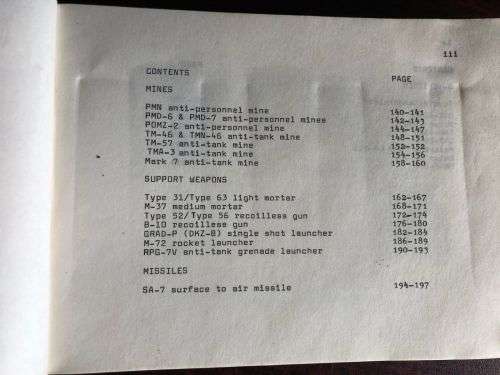 iii
CONTENTS PAGE
MINES
PMN anti-personnel mine 140-141
PMD-6 & PMD-7 anti-personnel mines 142-143
POMZ-2 anti-personnel mine 144-147
TM-46 & TMN-46 anti-tank mine 148-151
TM-57 anti-tank mine 152-152
TMA-3 anti-tank mine 154-156
Mark 7 anti-tank mine 158-160
SUPPORT WEAPONS
Type 31/Type 63 light mortar 162-167
M-37 medium mortar 168-171
Type 52/Type 56 recoilless gun 172-174
B-10 recoilless gun 176-180
GRAD-P (DKZ-B) single shot launcher 182-184
M-72 rocket launcher 186-189
RPG-7V anti-tank grenade launcher 190-193
MISSILES
SA-7 surface to air missile 194-197